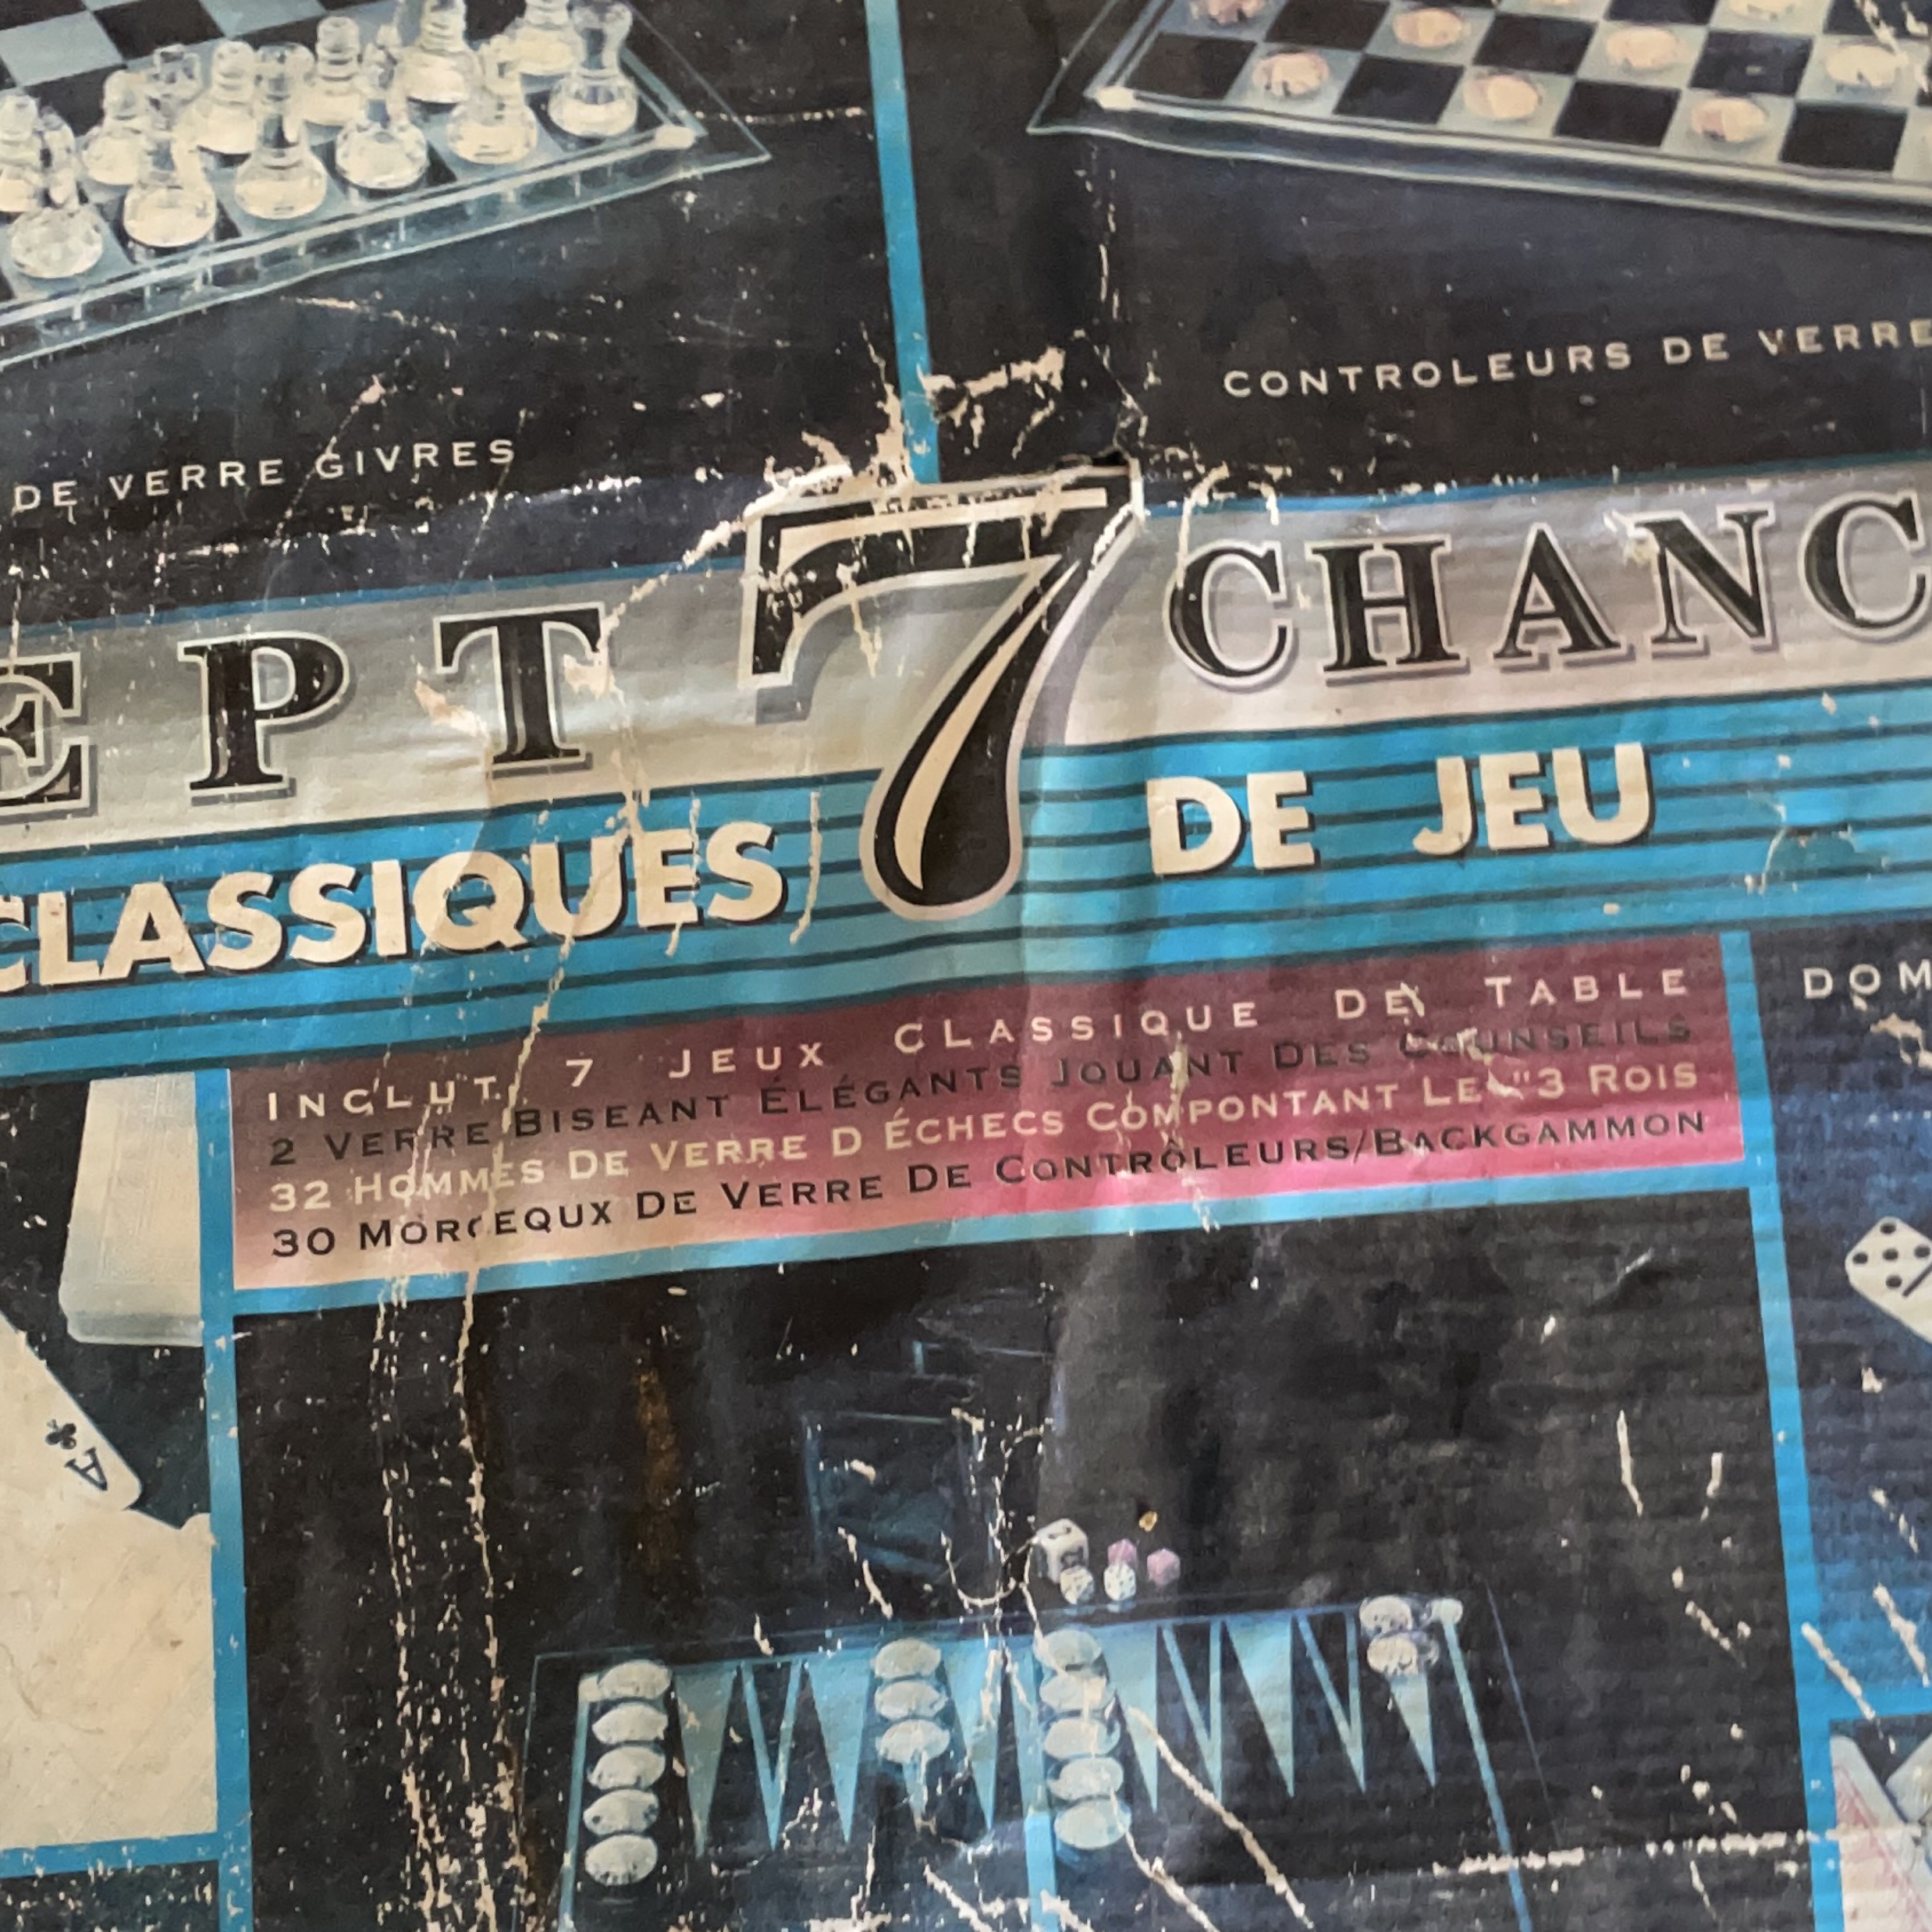 CONTROLEURS DE VERRE
DE VERRE GIVRES
EPT 7 CHANC
CLASSIQUES DE JEU
INCLUT 7 JEUX CLASSIQUE DE TABLE
2 VERRE BISEANT ÉLÉGANTS JOUANT DES COUNSEILS
32 HOMMES DE VERRE D ÉCHECS COMPONTANT LE "3 ROIS
30 MORCEQUX DE VERRE DE CONTRÔLEURS/BACKGAMMON
DOM
A